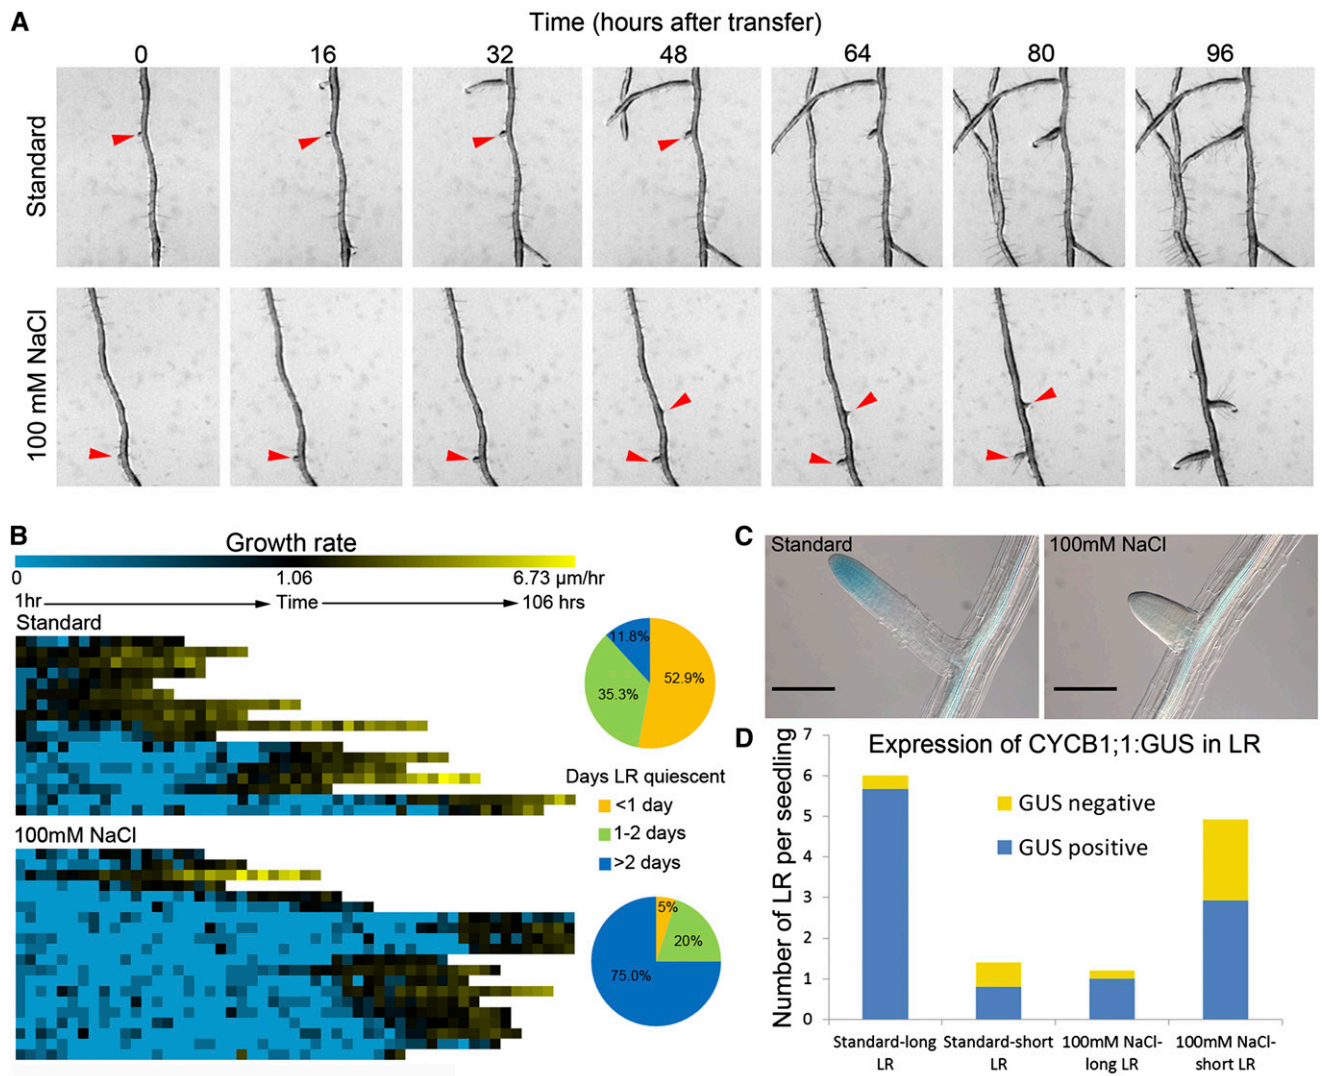 A
Time (hours after transfer)
0 16 32 48 64 80 96
Standard
100 mM NaCl
B
Growth rate
0 1.06 6.73 µm/hr
1hr Time 106 hrs
Standard
11.8%
52.9%
35.3%
Days LR quiescent
<1 day
1-2 days
>2 days
100mM NaCl
5%
20%
75.0%
C
Standard
100mM NaCl
D
Expression of CYCB1;1:GUS in LR
Number of LR per seedling
7
6
5
4
3
2
1
0
GUS negative
GUS positive
Standard-long
LR
Standard-short
LR
100mM NaCl-
long LR
100mM NaCl-
short LR